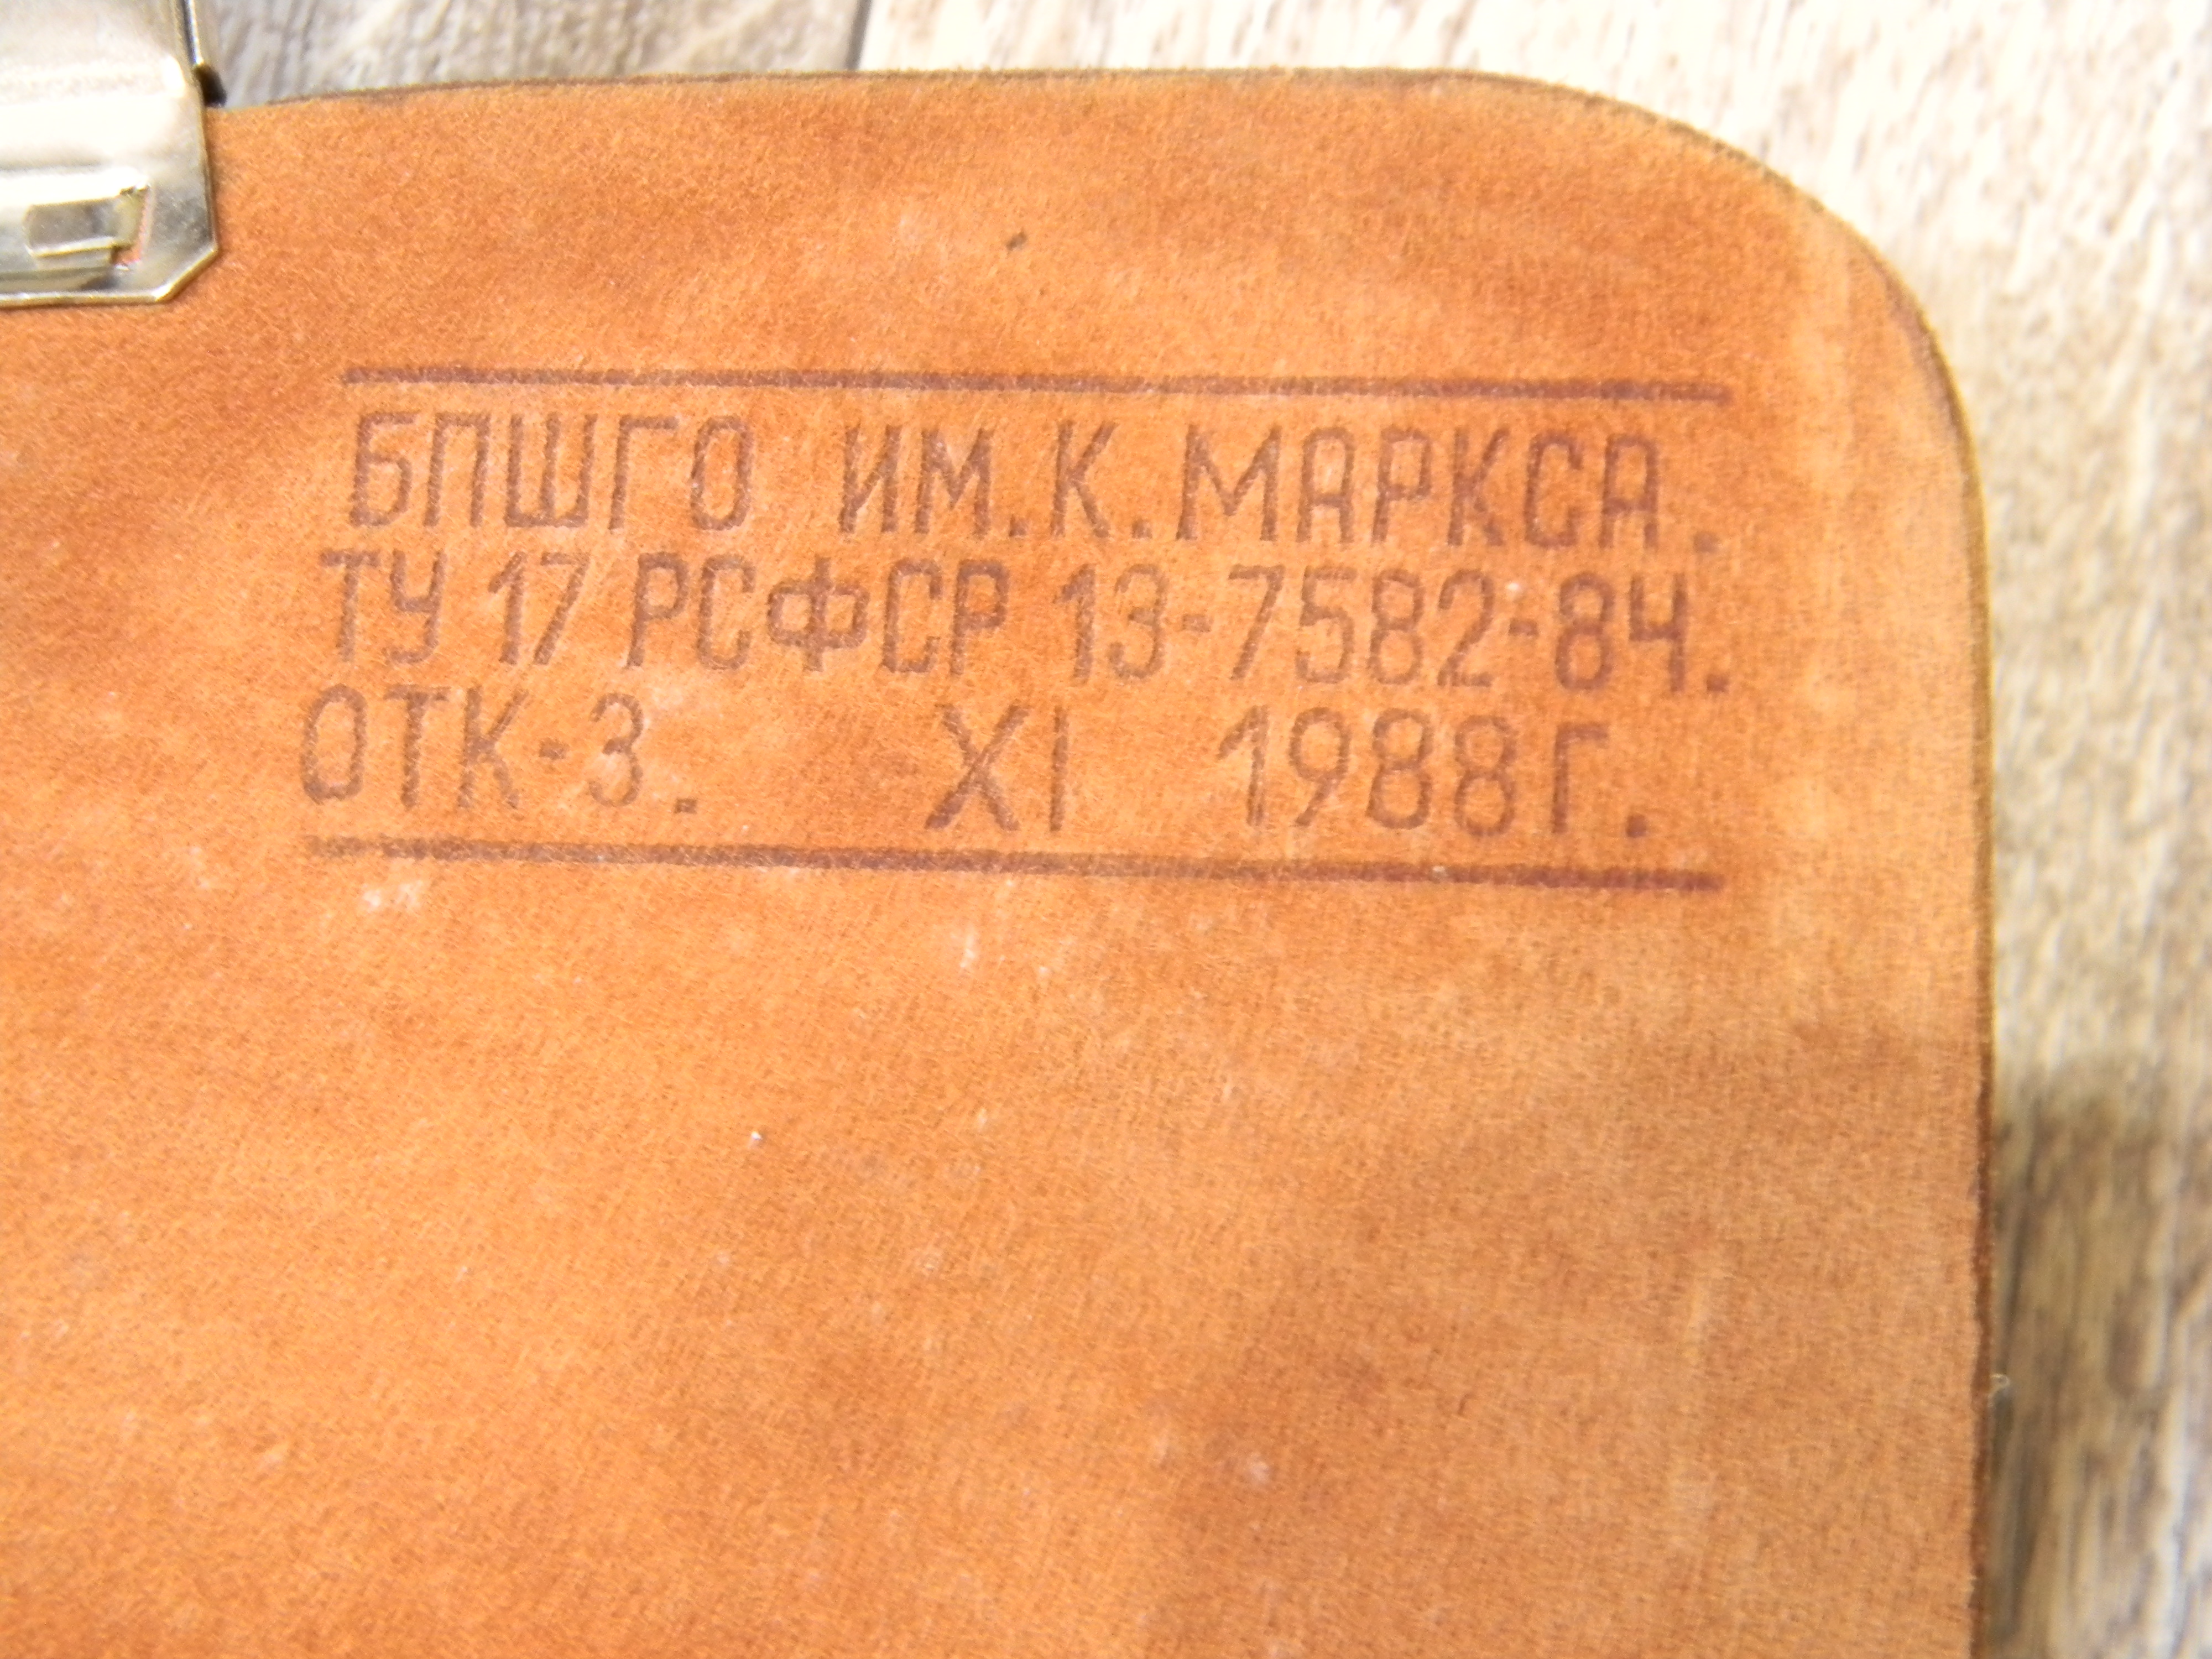 БПШГО ИМ.К.МАРКСА.
ТУ 17 РСФСР 13-7582-84.
ОТК-3. XI 1988Г.